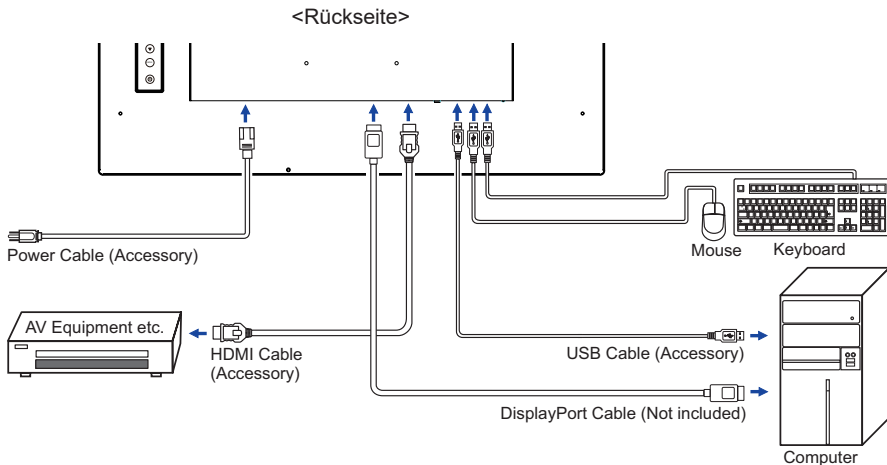 <Rückseite>
Power Cable (Accessory)
Mouse
Keyboard
AV Equipment etc.
HDMI Cable
(Accessory)
USB Cable (Accessory)
DisplayPort Cable (Not included)
Computer